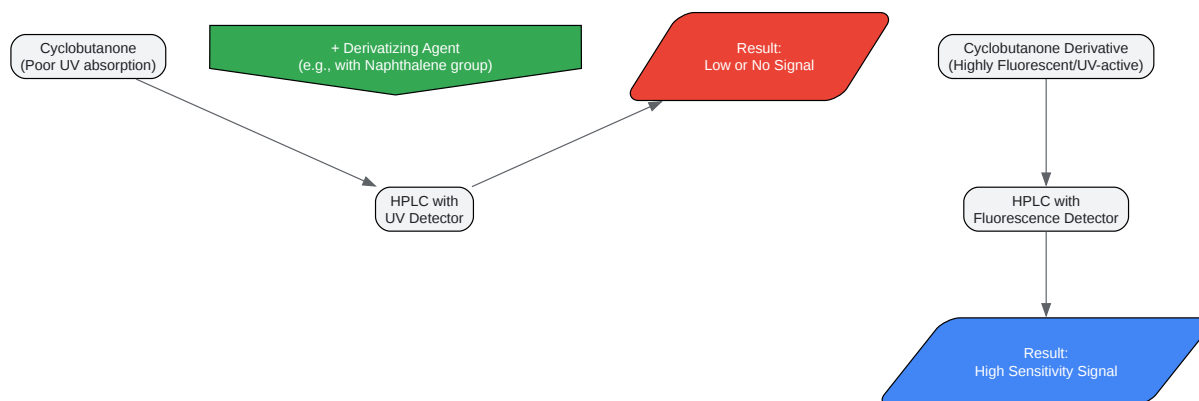 Cyclobutanone
(Poor UV absorption)
+ Derivatizing Agent
(e.g., with Naphthalene group)
Result:
Low or No Signal
Cyclobutanone Derivative
(Highly Fluorescent/UV-active)
HPLC with
UV Detector
HPLC with
Fluorescence Detector
Result:
High Sensitivity Signal